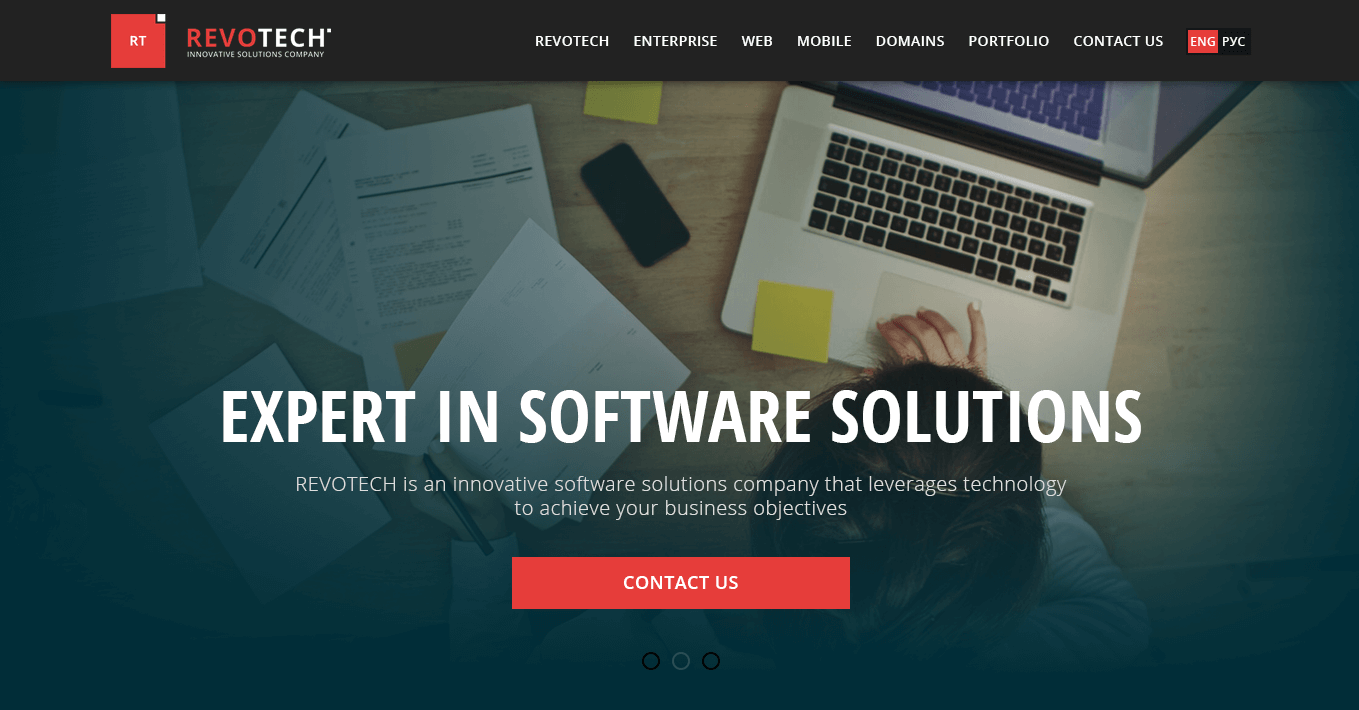 RT
REVOTECH
INNOVATIVE SOLUTIONS COMPANY
REVOTECH ENTERPRISE WEB MOBILE DOMAINS PORTFOLIO CONTACT US ENG РУС
EXPERT IN SOFTWARE SOLUTIONS
REVOTECH is an innovative software solutions company that leverages technology
to achieve your business objectives
CONTACT US